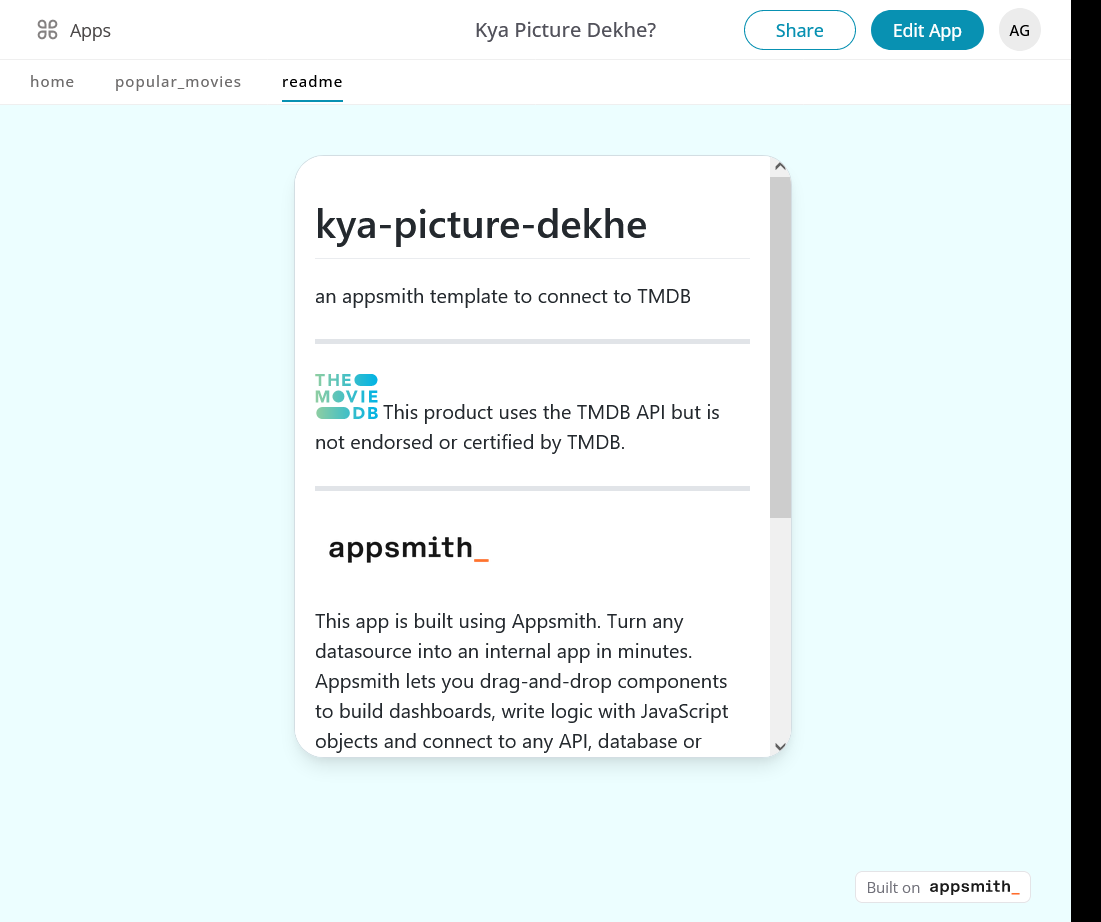 Apps
Kya Picture Dekhe?
Share
Edit App
AG
home
popular_movies
readme
kya-picture-dekhe
an appsmith template to connect to TMDB
THE
MOVIE
DB This product uses the TMDB API but is
not endorsed or certified by TMDB.
appsmith_
This app is built using Appsmith. Turn any
datasource into an internal app in minutes.
Appsmith lets you drag-and-drop components
to build dashboards, write logic with JavaScript
objects and connect to any API, database or
Built on appsmith_